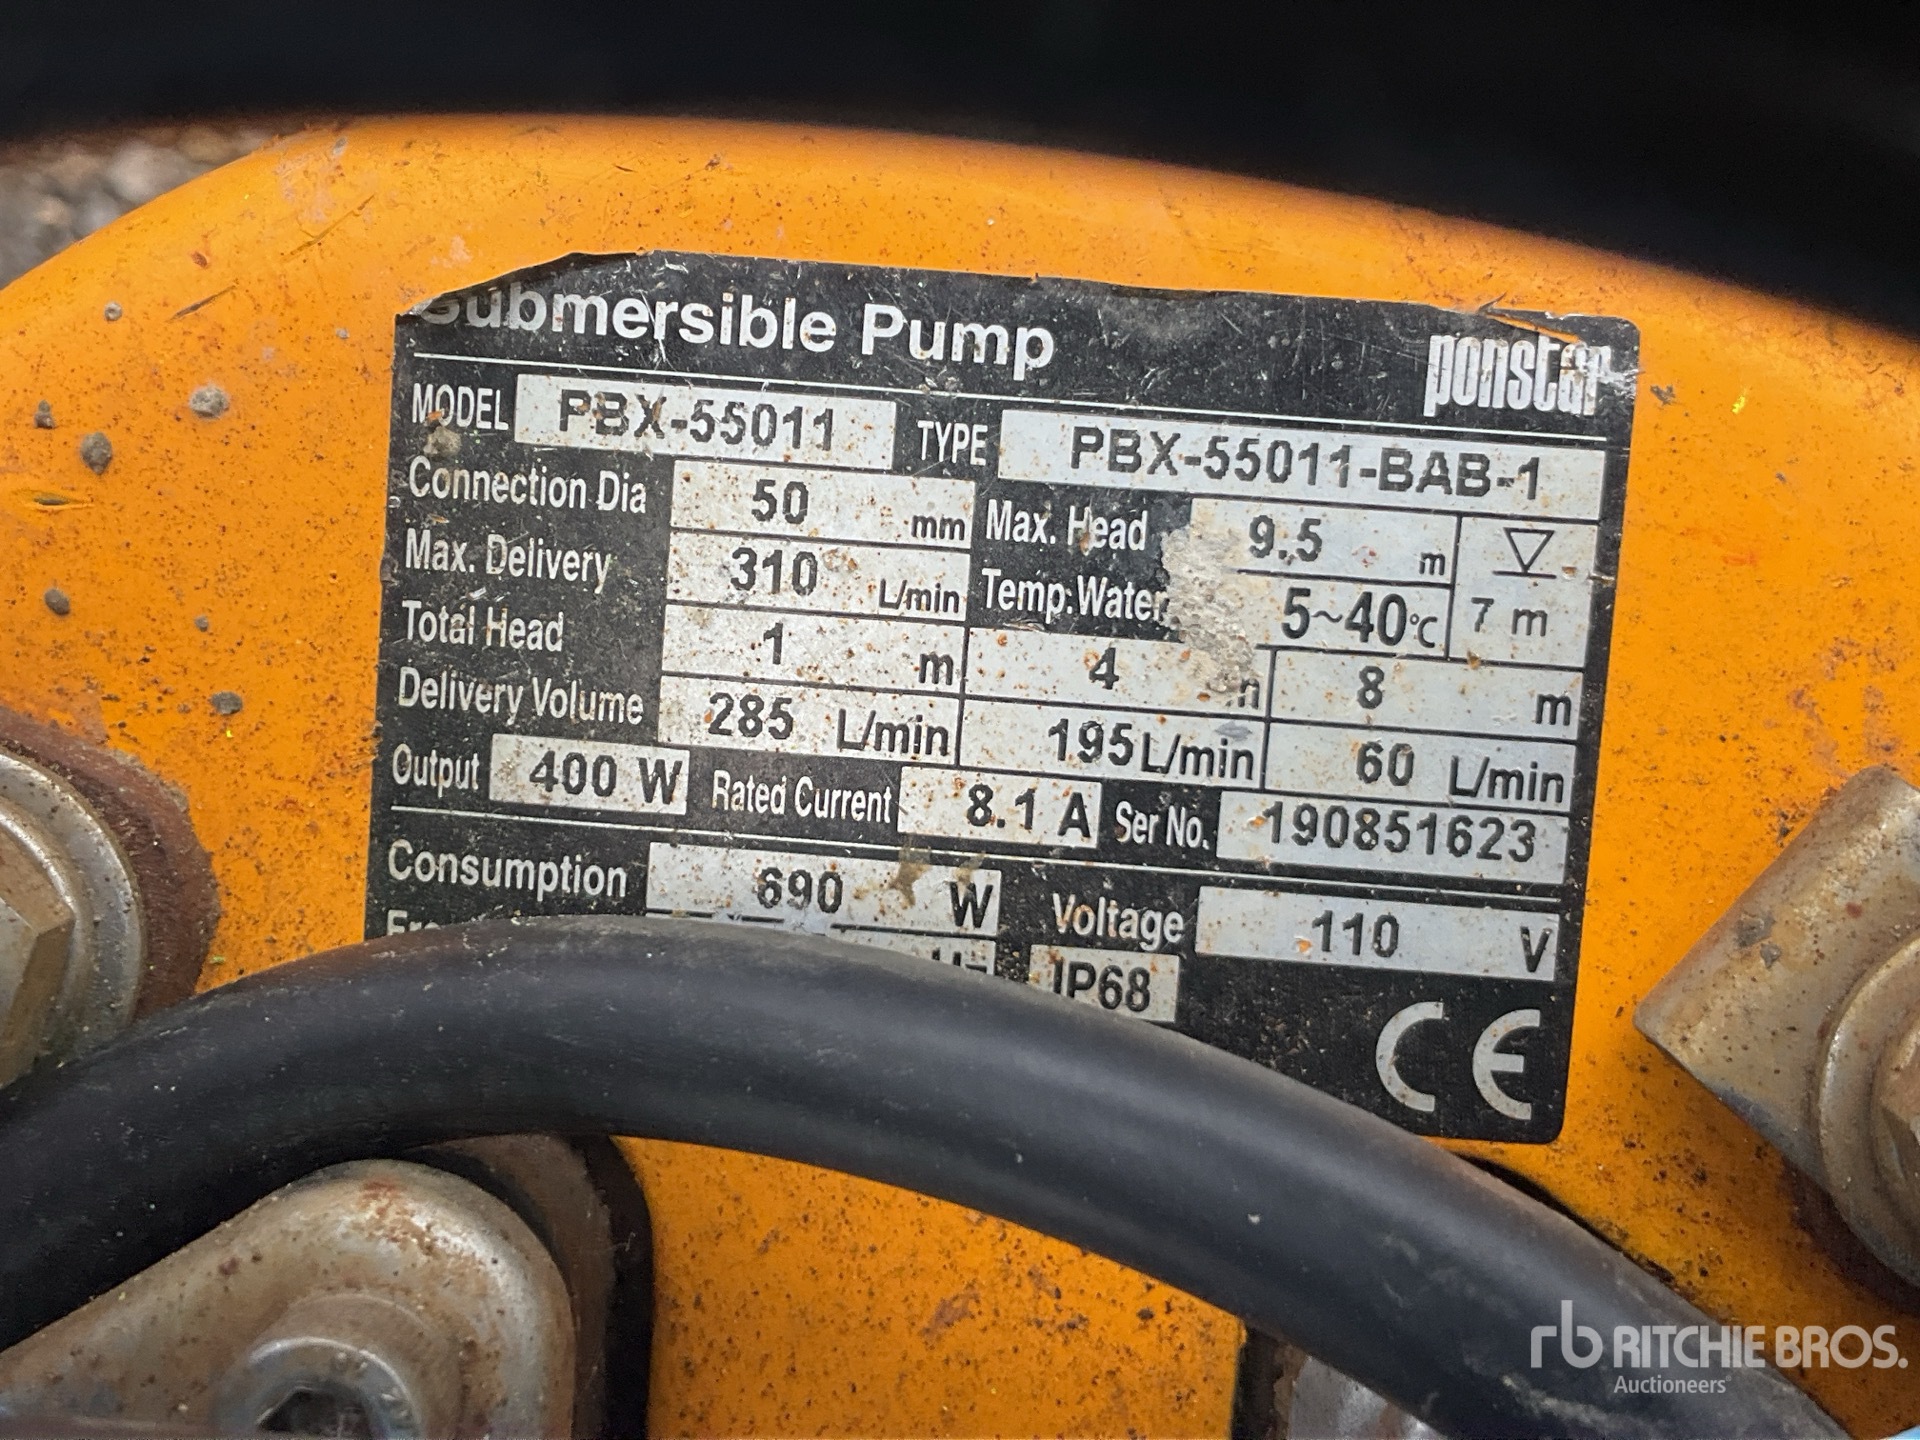 Submersible Pump ponstar
MODEL PBX-55011 TYPE PBX-55011-BAB-1
Connection Dia 50 mm Max. Head 9.5 m
Max. Delivery 310 L/min Temp:Water 5~40℃ 7 m
Total Head 1 m 4 m 8 m
Delivery Volume 285 L/min 195 L/min 60 L/min
Output 400 W Rated Current 8.1 A Ser No. 190851623
Consumption 690 W Voltage 110 V
Hz IP68
CE
rb RITCHIE BROS.
Auctioneers